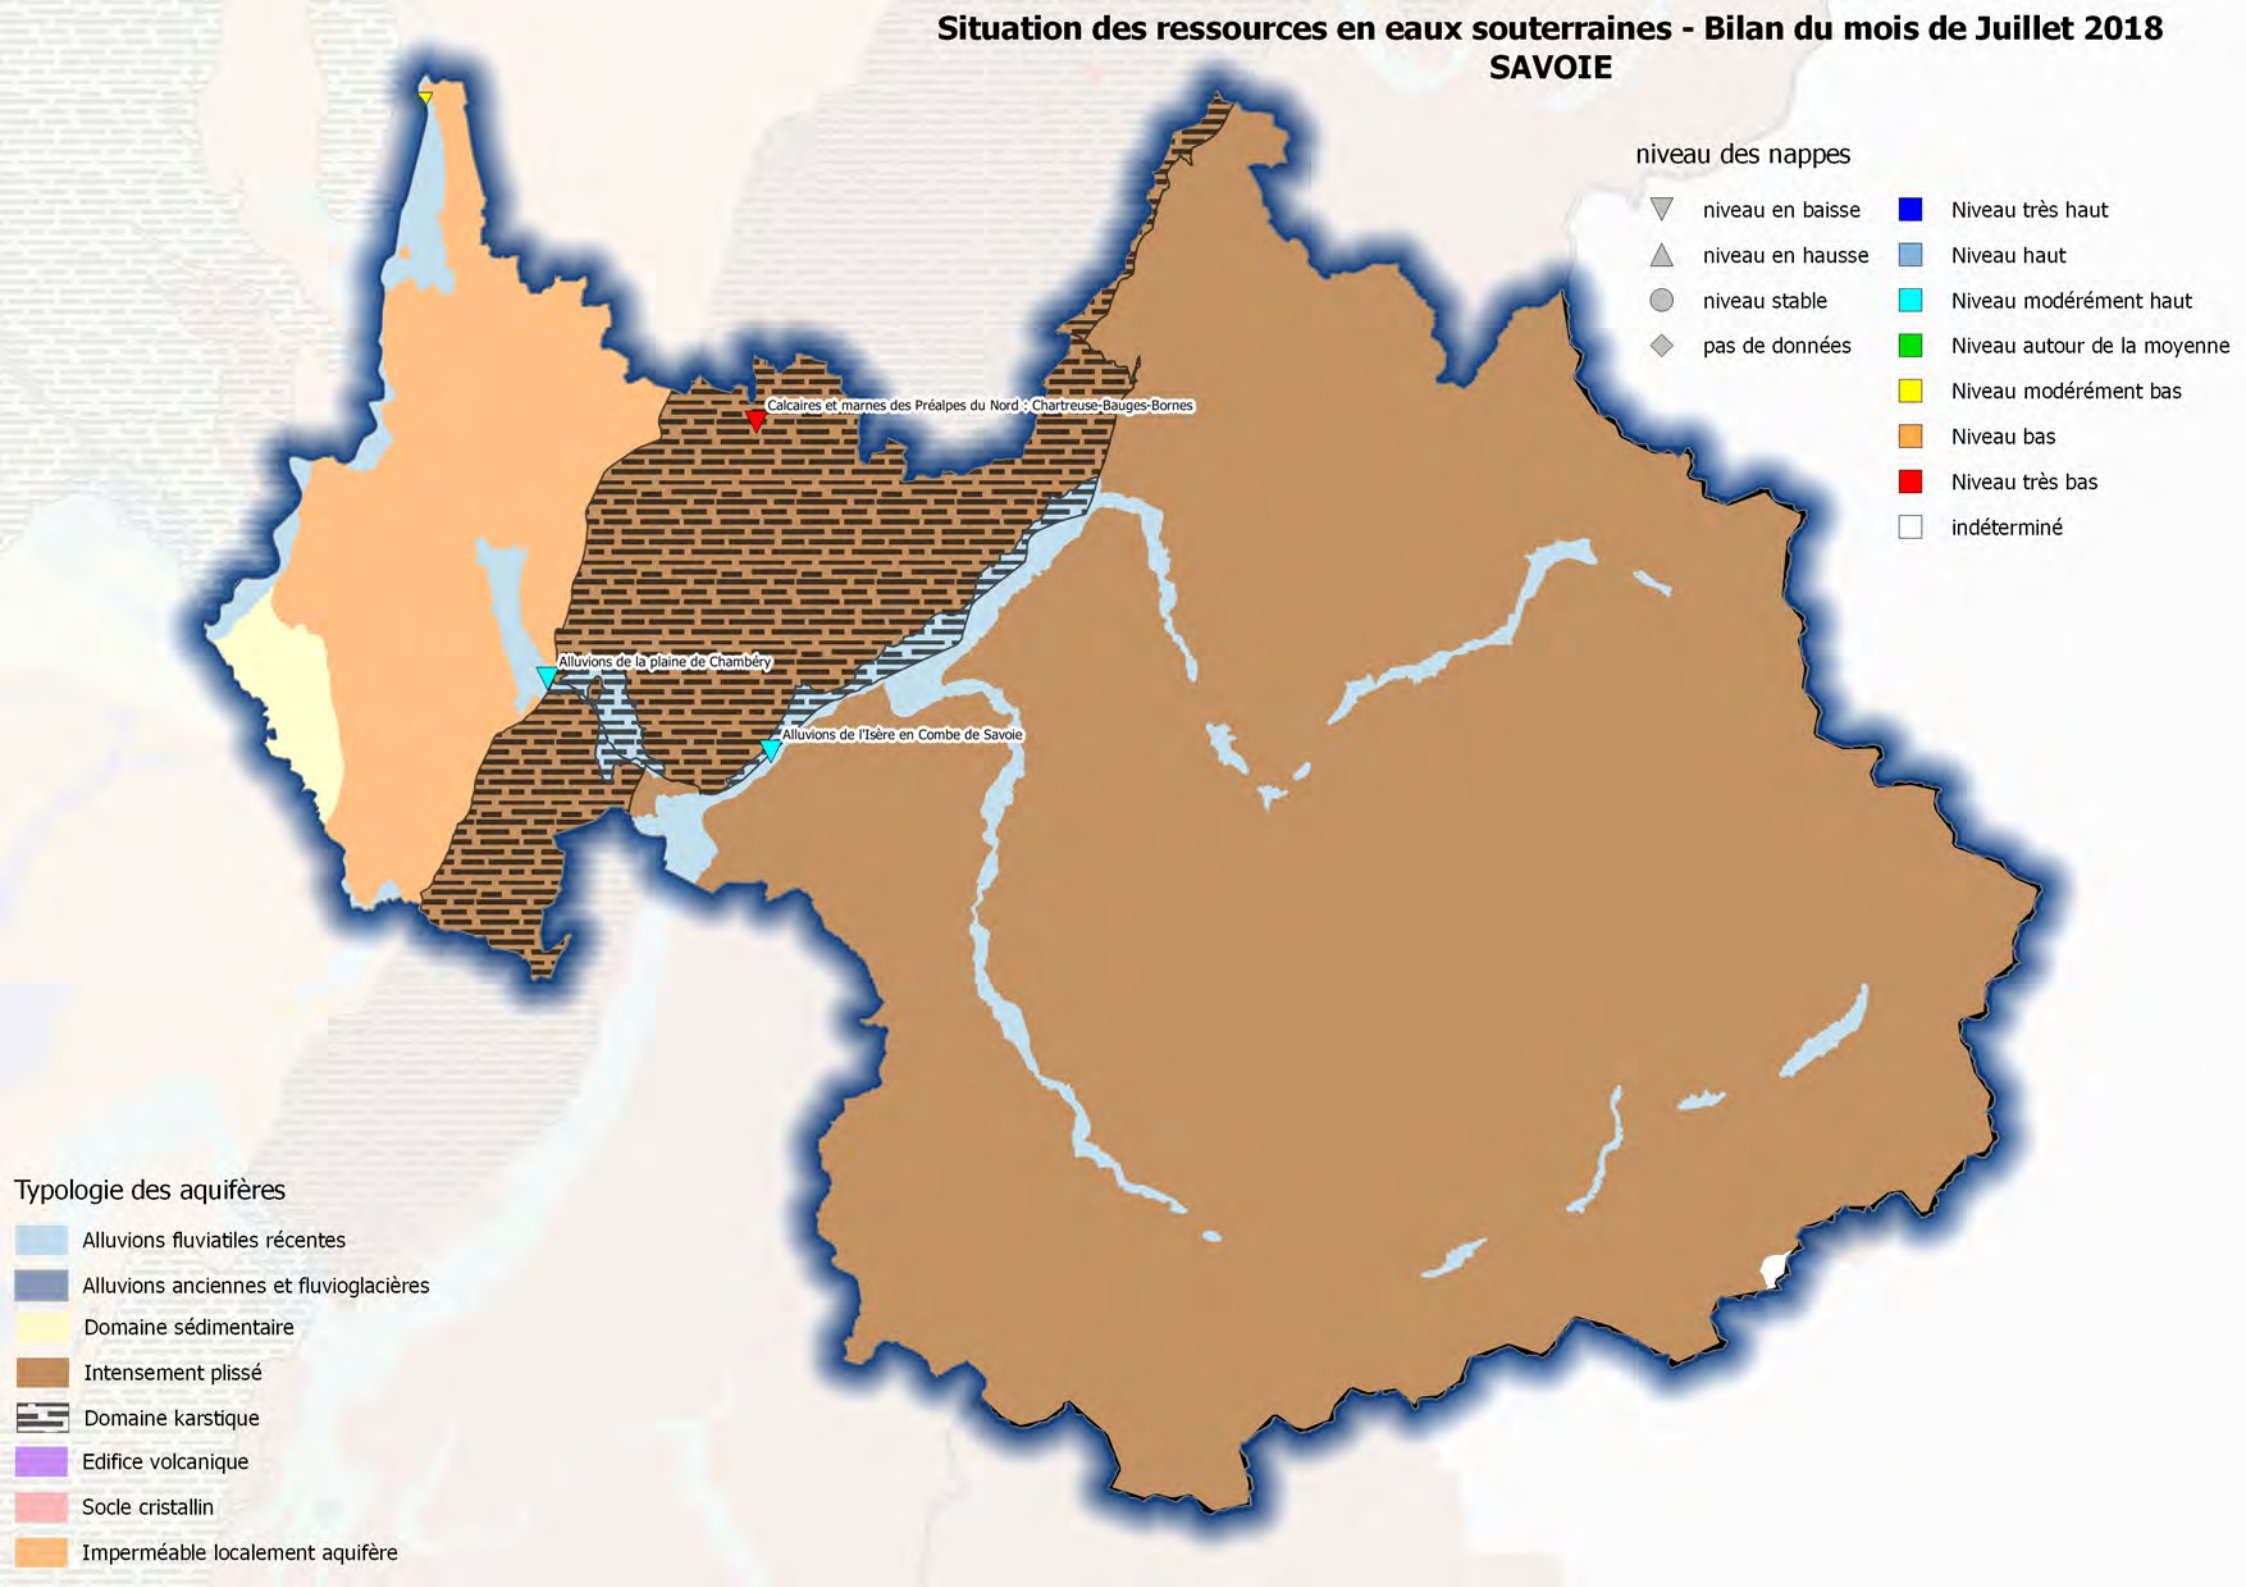 Situation des ressources en eaux souterraines - Bilan du mois de Juillet 2018
SAVOIE
niveau des nappes
niveau en baisse
niveau en hausse
niveau stable
pas de données
Niveau très haut
Niveau haut
Niveau modérément haut
Niveau autour de la moyenne
Niveau modérément bas
Niveau bas
Niveau très bas
indéterminé
Calcaires et marnes des Préalpes du Nord : Chartreuse-Bauges-Bornes
Alluvions de la plaine de Chambéry
Alluvions de l'Isère en Combe de Savoie
Typologie des aquifères
Alluvions fluviatiles récentes
Alluvions anciennes et fluvioglacières
Domaine sédimentaire
Intensement plissé
Domaine karstique
Edifice volcanique
Socle cristallin
Imperméable localement aquifère